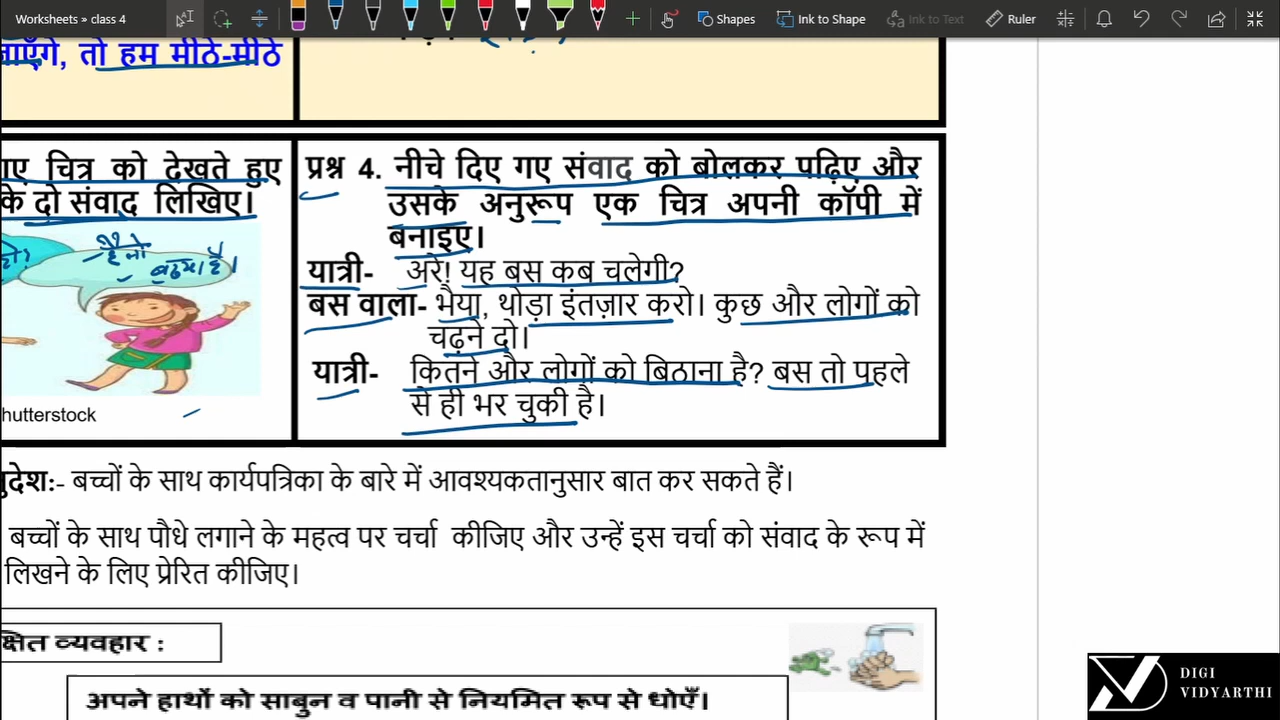 Worksheets » class 4
Shapes
Ink to Shape
Ink to Text
Ruler
जाएँगे, तो हम मीठे-मीठे
गए चित्र को देखते हुए
के दो संवाद लिखिए।
hutterstock
प्रश्न 4. नीचे दिए गए संवाद को बोलकर पढ़िए और
उसके अनुरूप एक चित्र अपनी कॉपी में
बनाइए।
यात्री- अरे! यह बस कब चलेगी?
बस वाला- भैया, थोड़ा इंतज़ार करो। कुछ और लोगों को
चढ़ने दो।
यात्री- कितने और लोगों को बिठाना है? बस तो पहले
से ही भर चुकी है।
देश:- बच्चों के साथ कार्यपत्रिका के बारे में आवश्यकतानुसार बात कर सकते हैं।
बच्चों के साथ पौधे लगाने के महत्व पर चर्चा कीजिए और उन्हें इस चर्चा को संवाद के रूप में
लिखने के लिए प्रेरित कीजिए।
क्षित व्यवहार :
अपने हाथों को साबुन व पानी से नियमित रूप से धोएँ।
DIGI
VIDYARTHI